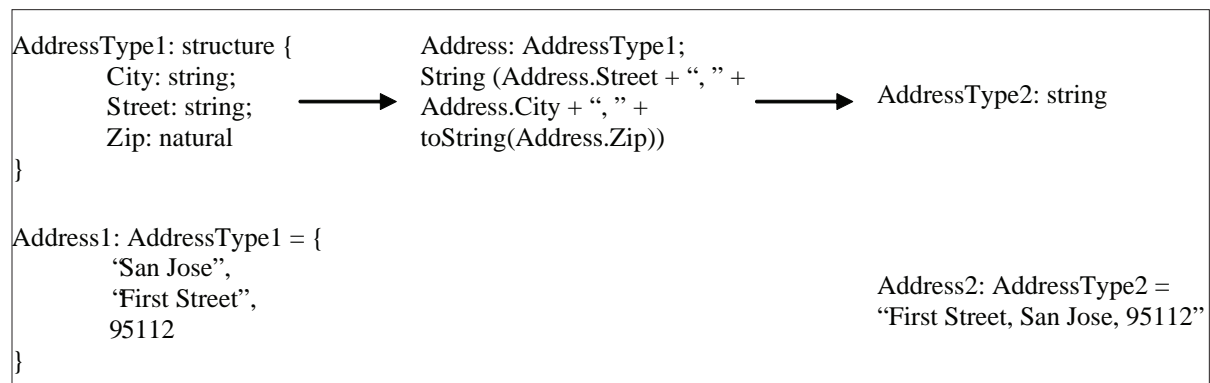 AddressType1: structure {
City: string;
Street: string;
Zip: natural
}
Address: AddressType1;
String (Address.Street + “, ” +
Address.City + “, ” +
toString(Address.Zip))
AddressType2: string
Address1: AddressType1 = {
“San Jose”,
“First Street”,
95112
}
Address2: AddressType2 =
“First Street, San Jose, 95112”